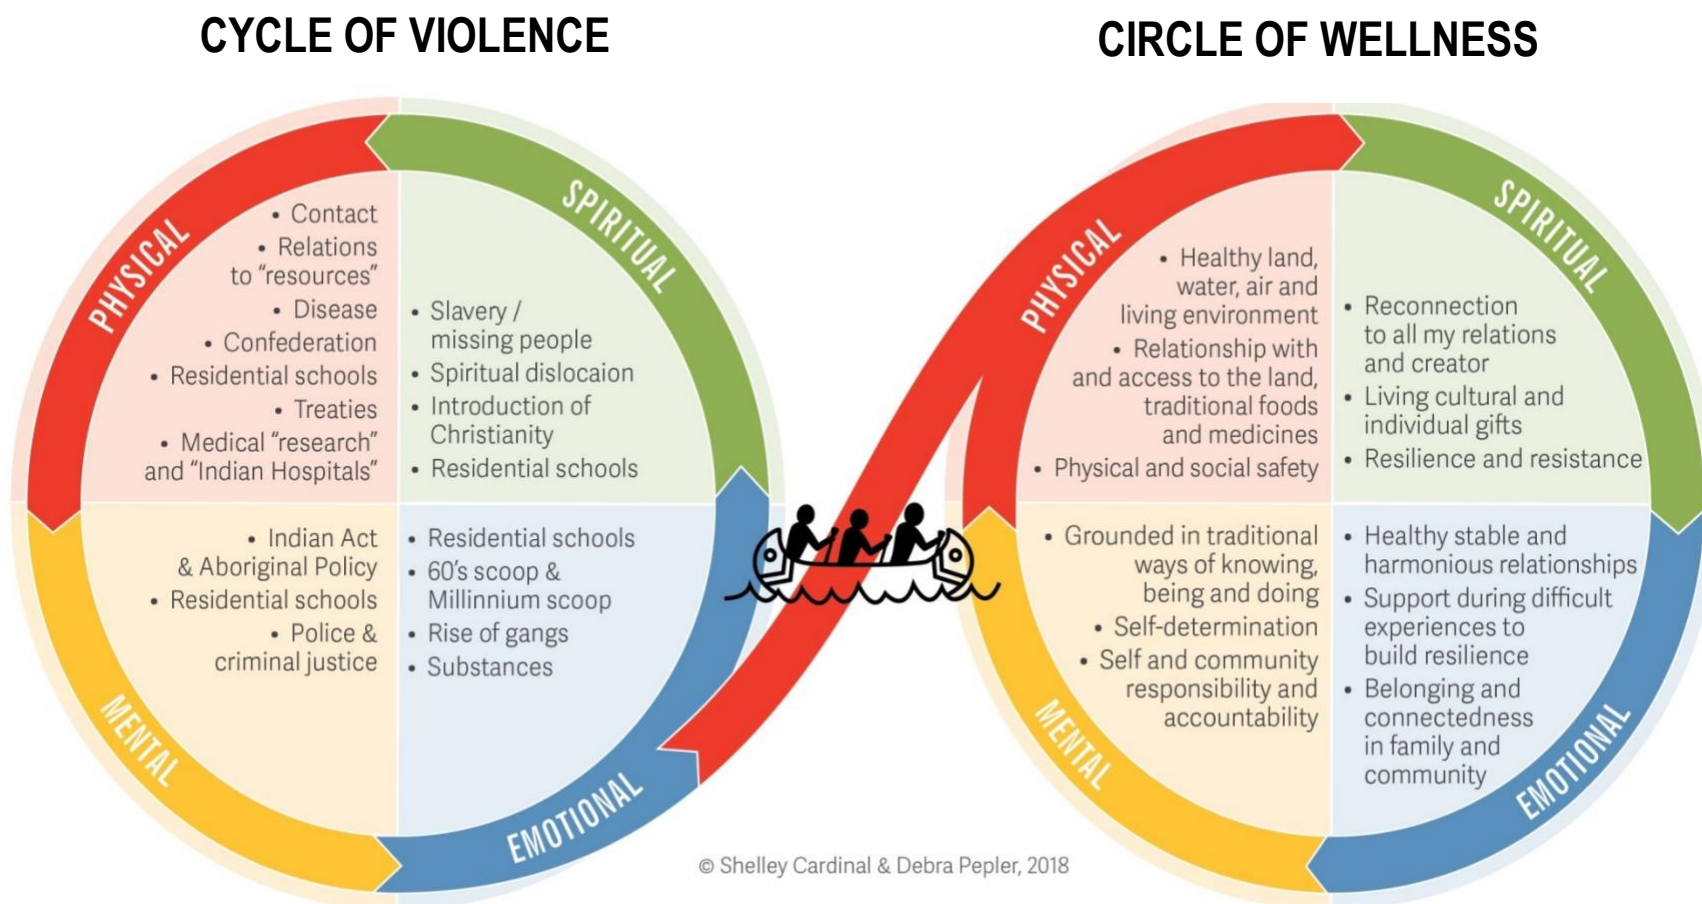 CYCLE OF VIOLENCE
PHYSICAL
• Contact
• Relations
to “resources”
• Disease
• Confederation
• Residential schools
• Treaties
• Medical “research”
and “Indian Hospitals”
SPIRITUAL
• Slavery /
missing people
• Spiritual dislocaion
• Introduction of
Christianity
• Residential schools
MENTAL
• Indian Act
& Aboriginal Policy
• Residential schools
• Police &
criminal justice
EMOTIONAL
• Residential schools
• 60’s scoop &
Millinnium scoop
• Rise of gangs
• Substances
CIRCLE OF WELLNESS
PHYSICAL
• Healthy land,
water, air and
living environment
• Relationship with
and access to the land,
traditional foods
and medicines
• Physical and social safety
SPIRITUAL
• Reconnection
to all my relations
and creator
• Living cultural and
individual gifts
• Resilience and resistance
MENTAL
• Grounded in traditional
ways of knowing,
being and doing
• Self-determination
• Self and community
responsibility and
accountability
EMOTIONAL
• Healthy stable and
harmonious relationships
• Support during difficult
experiences to
build resilience
• Belonging and
connectedness
in family and
community
© Shelley Cardinal & Debra Pepler, 2018